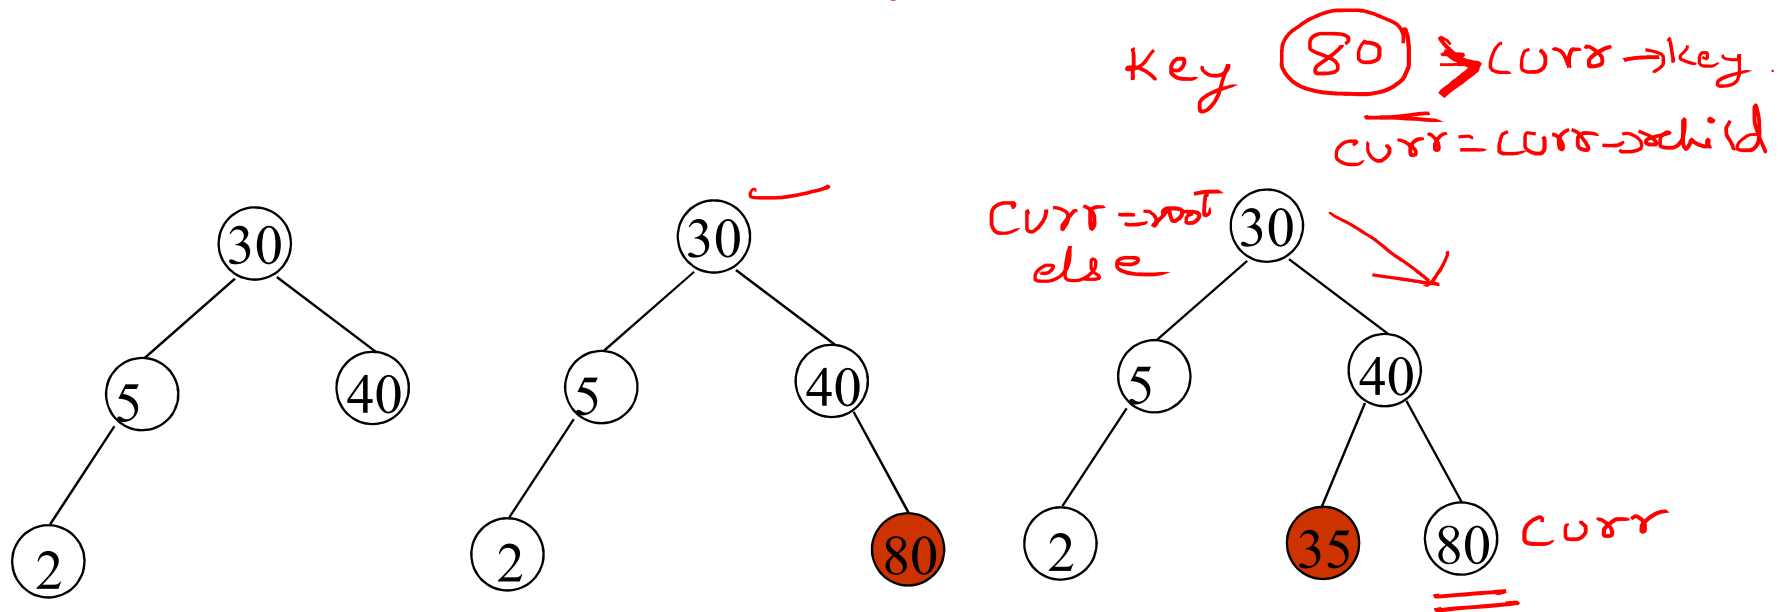 Key 80 > curr→key.
curr = curr→rchild
curr = root
else
30 30 30
5 40 5 40 5 40
2 2 80 2 35 80 curr